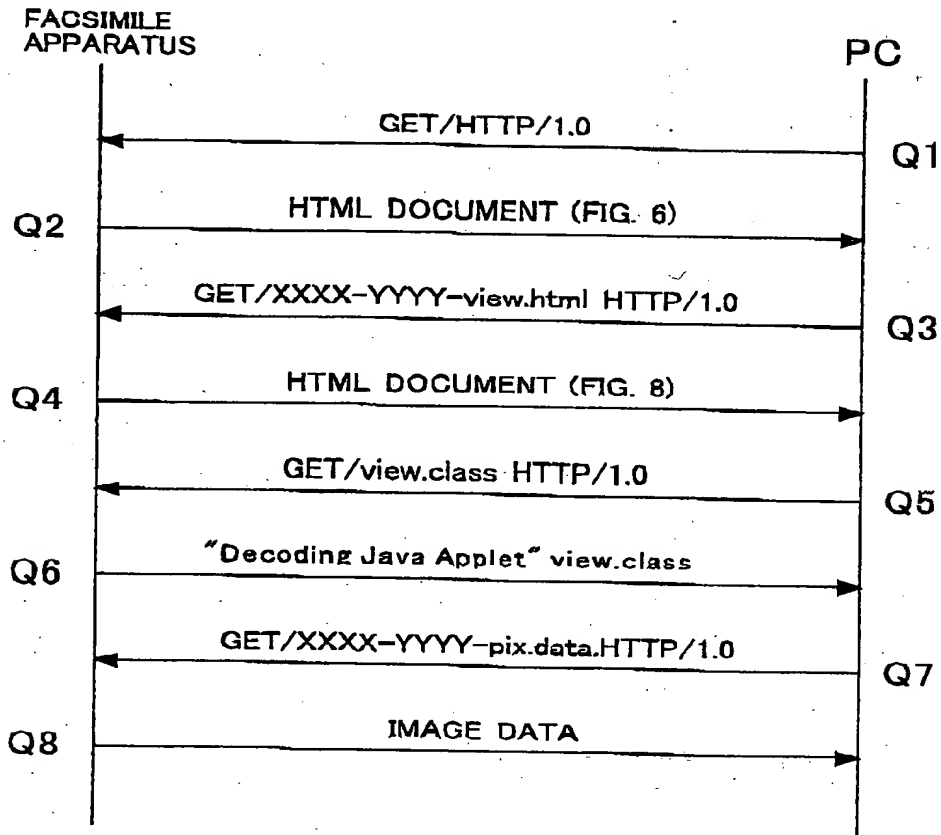 FACSIMILE
APPARATUS
PC
GET/HTTP/1.0
Q1
Q2
HTML DOCUMENT (FIG. 6)
GET/XXXX-YYYY-view.html HTTP/1.0
Q3
Q4
HTML DOCUMENT (FIG. 8)
GET/view.class HTTP/1.0
Q5
Q6
"Decoding Java Applet" view.class
GET/XXXX-YYYY-pix.data.HTTP/1.0
Q7
Q8
IMAGE DATA